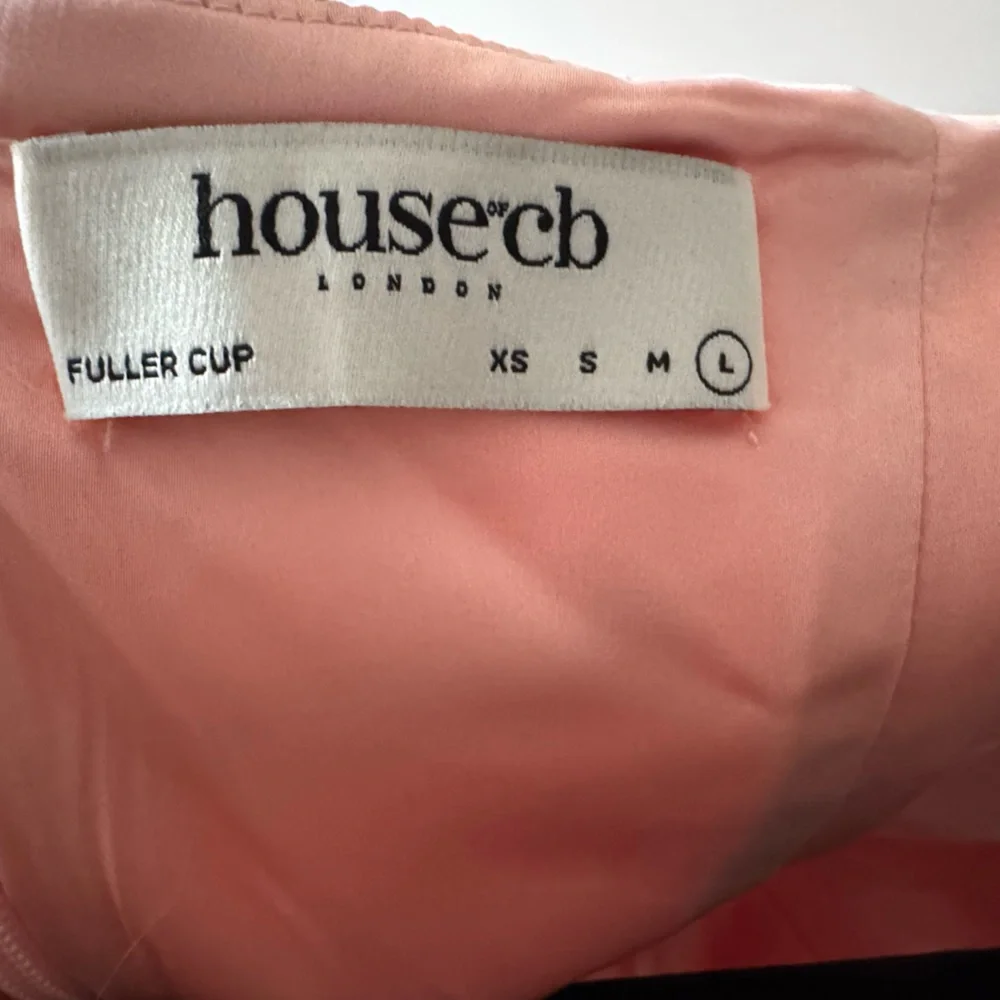 house OF cb
LONDON
FULLER CUP XS S M L